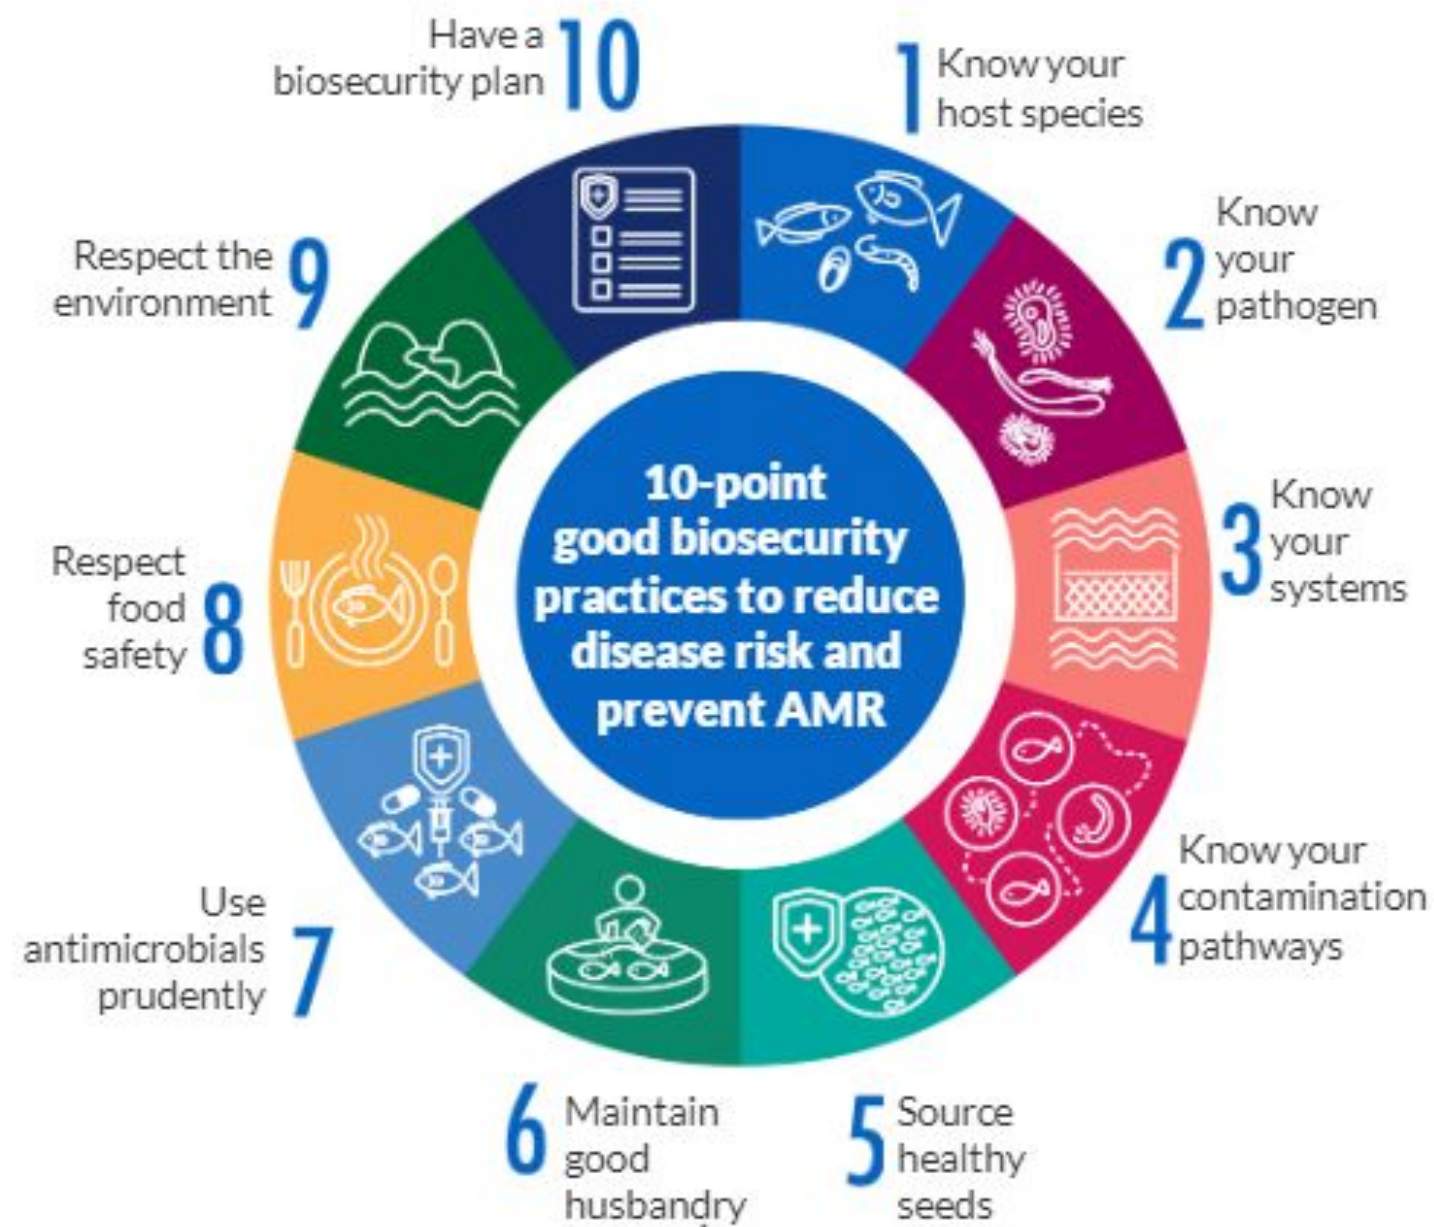 10-point
good biosecurity
practices to reduce
disease risk and
prevent AMR
1 Know your
host species
2 Know
your
pathogen
3 Know
your
systems
4 Know your
contamination
pathways
5 Source
healthy
seeds
6 Maintain
good
husbandry
7 Use
antimicrobials
prudently
8 Respect
food
safety
9 Respect the
environment
10 Have a
biosecurity plan